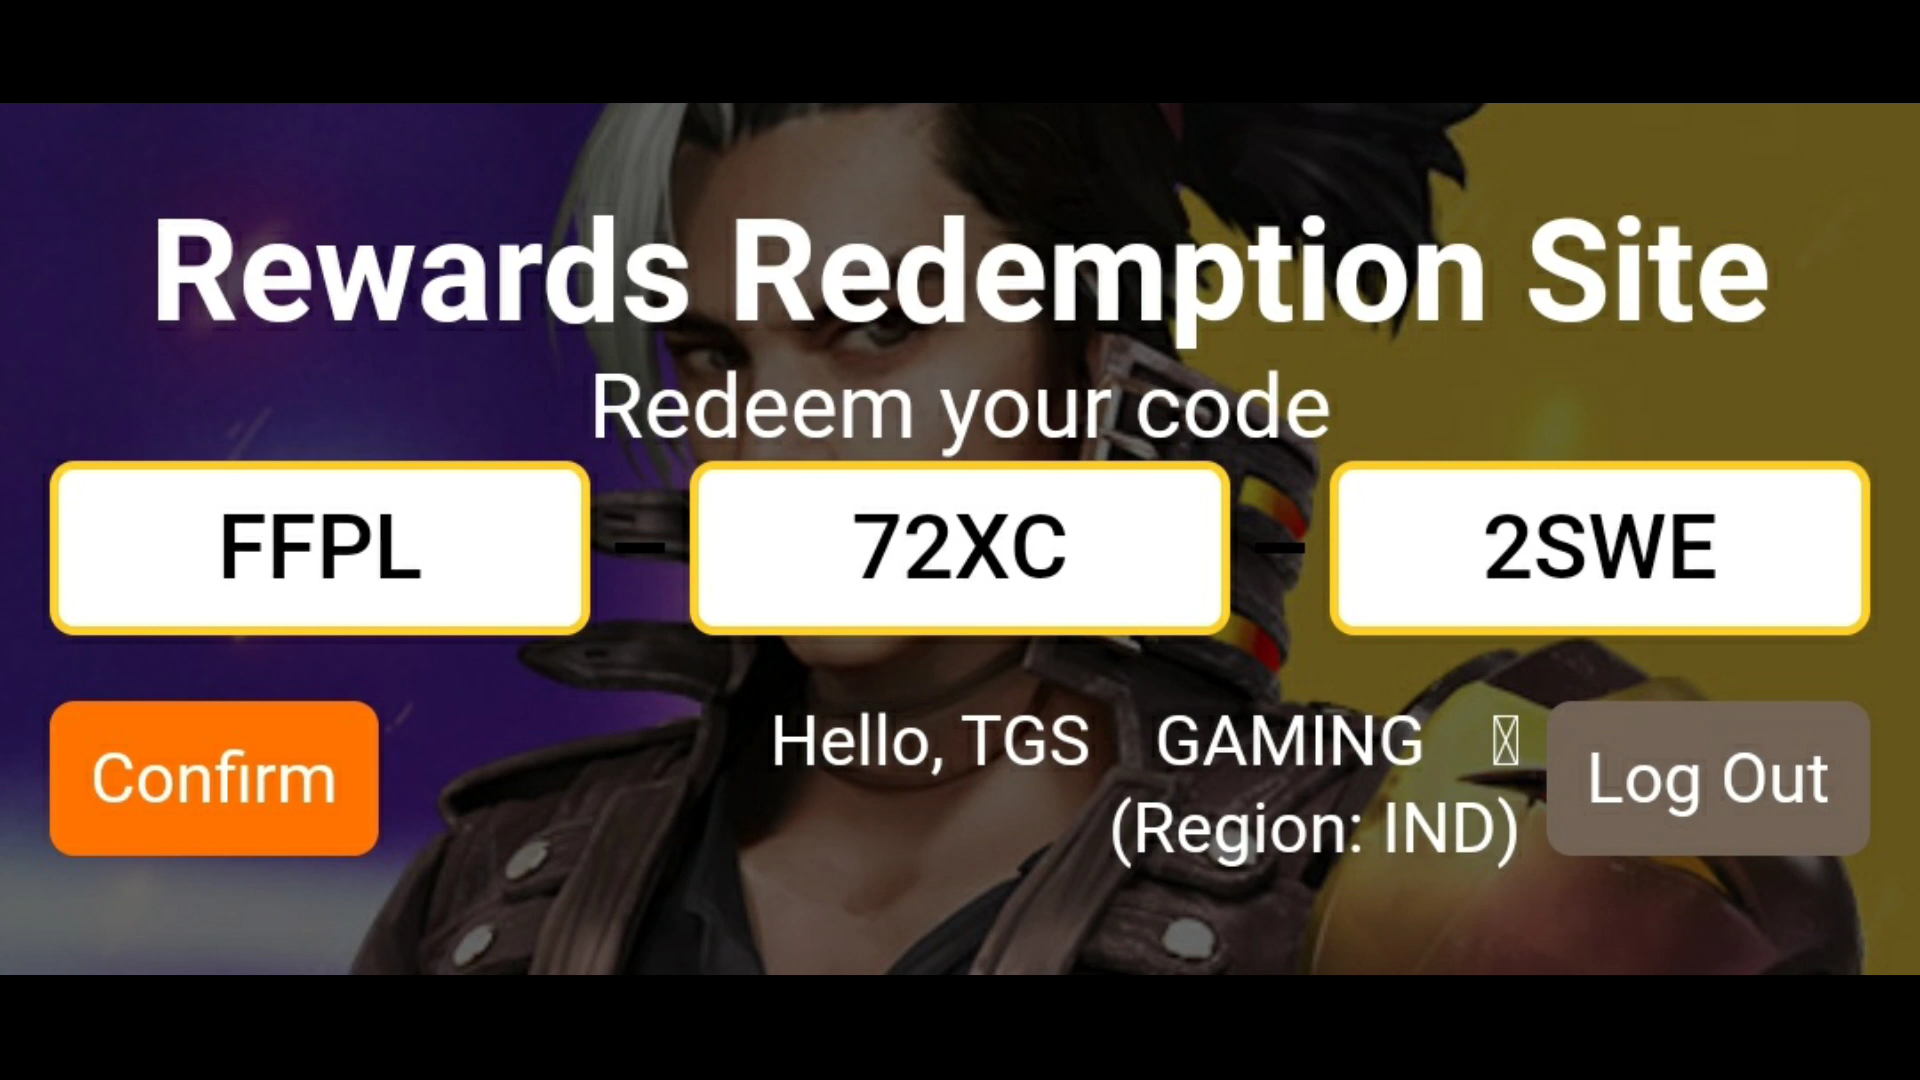 Rewards Redemption Site
Redeem your code
FFPL - 72XC - 2SWE
Confirm
Hello, TGS GAMING
(Region: IND)
Log Out